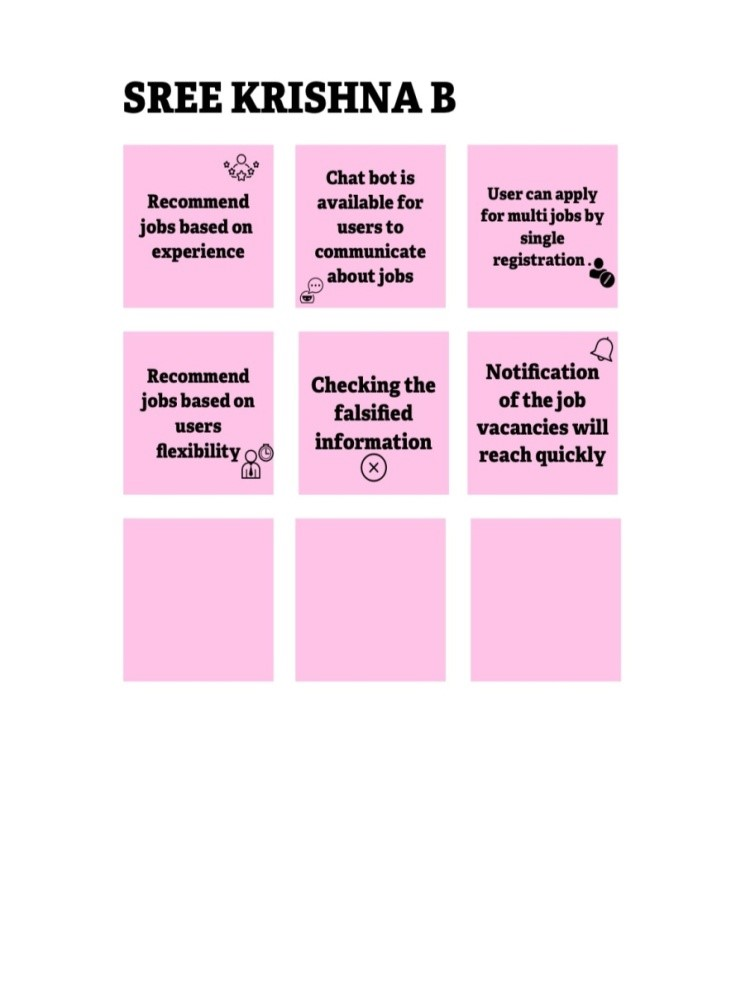 SREE KRISHNA B
Recommend
jobs based on
experience
Chat bot is
available for
users to
communicate
about jobs
User can apply
for multi jobs by
single
registration .
Recommend
jobs based on
users
flexibility
Checking the
falsified
information
Notification
of the job
vacancies will
reach quickly